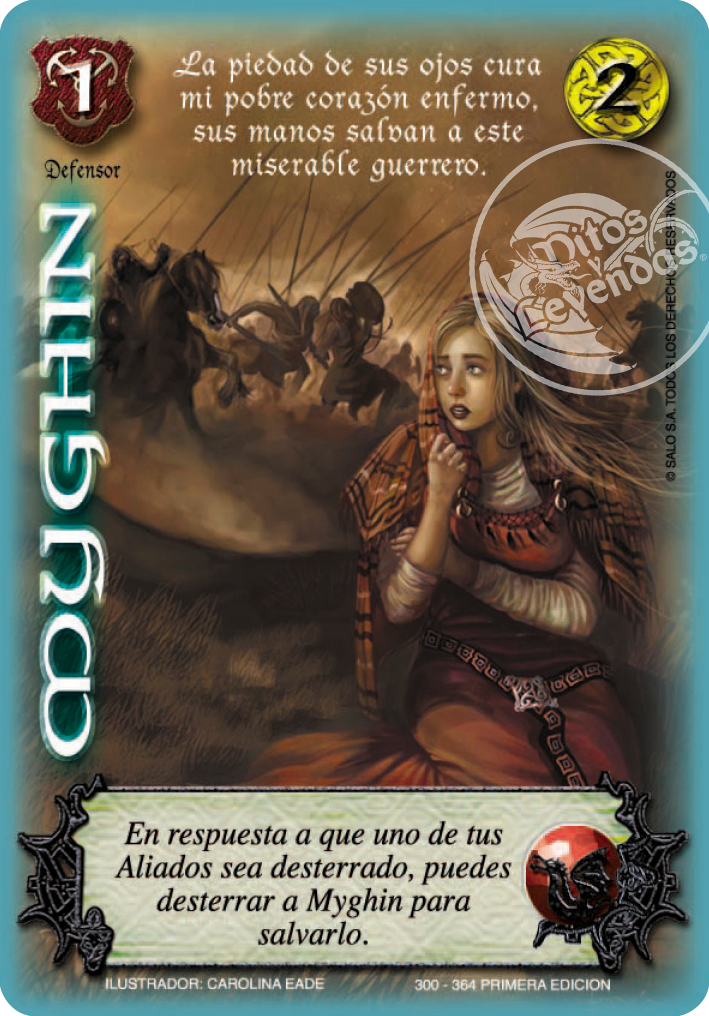 1
Defensor
La piedad de sus ojos cura
mi pobre corazón enfermo,
sus manos salvan a este
miserable guerrero.
2
Mitos
y
Leyendas
®
© SALO S.A. TODOS LOS DERECHOS RESERVADOS
MYGHIN
En respuesta a que uno de tus
Aliados sea desterrado, puedes
desterrar a Myghin para
salvarlo.
ILUSTRADOR: CAROLINA EADE
300 - 364 PRIMERA EDICION